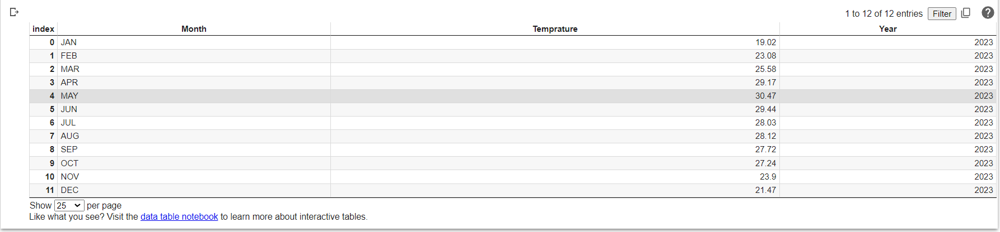 1 to 12 of 12 entries Filter
index Month Temprature Year
0 JAN 19.02 2023
1 FEB 23.08 2023
2 MAR 25.58 2023
3 APR 29.17 2023
4 MAY 30.47 2023
5 JUN 29.44 2023
6 JUL 28.03 2023
7 AUG 28.12 2023
8 SEP 27.72 2023
9 OCT 27.24 2023
10 NOV 23.9 2023
11 DEC 21.47 2023
Show 25 per page
Like what you see? Visit the data table notebook to learn more about interactive tables.